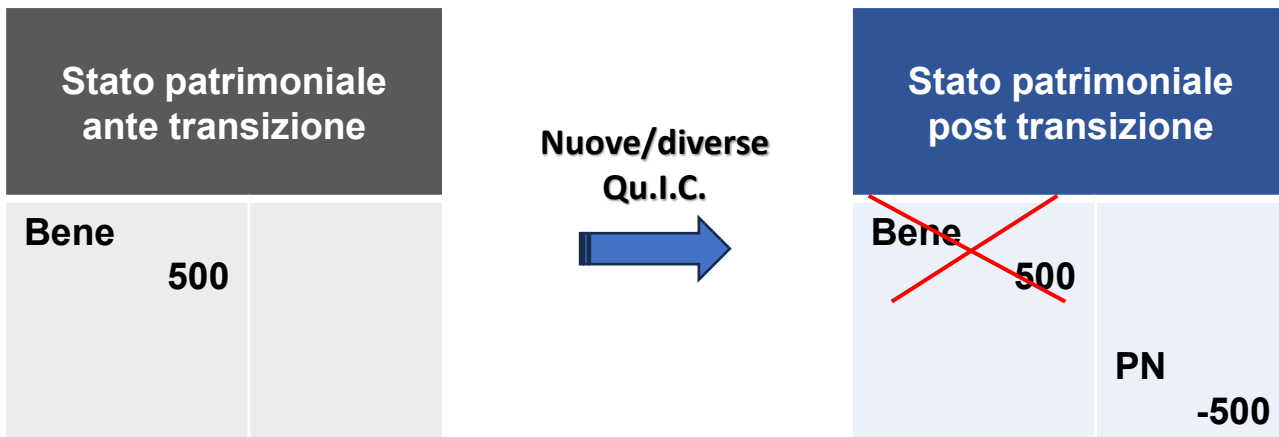 Stato patrimoniale
ante transizione
Bene
500
Nuove/diverse
Qu.I.C.
Stato patrimoniale
post transizione
Bene
500
PN
-500